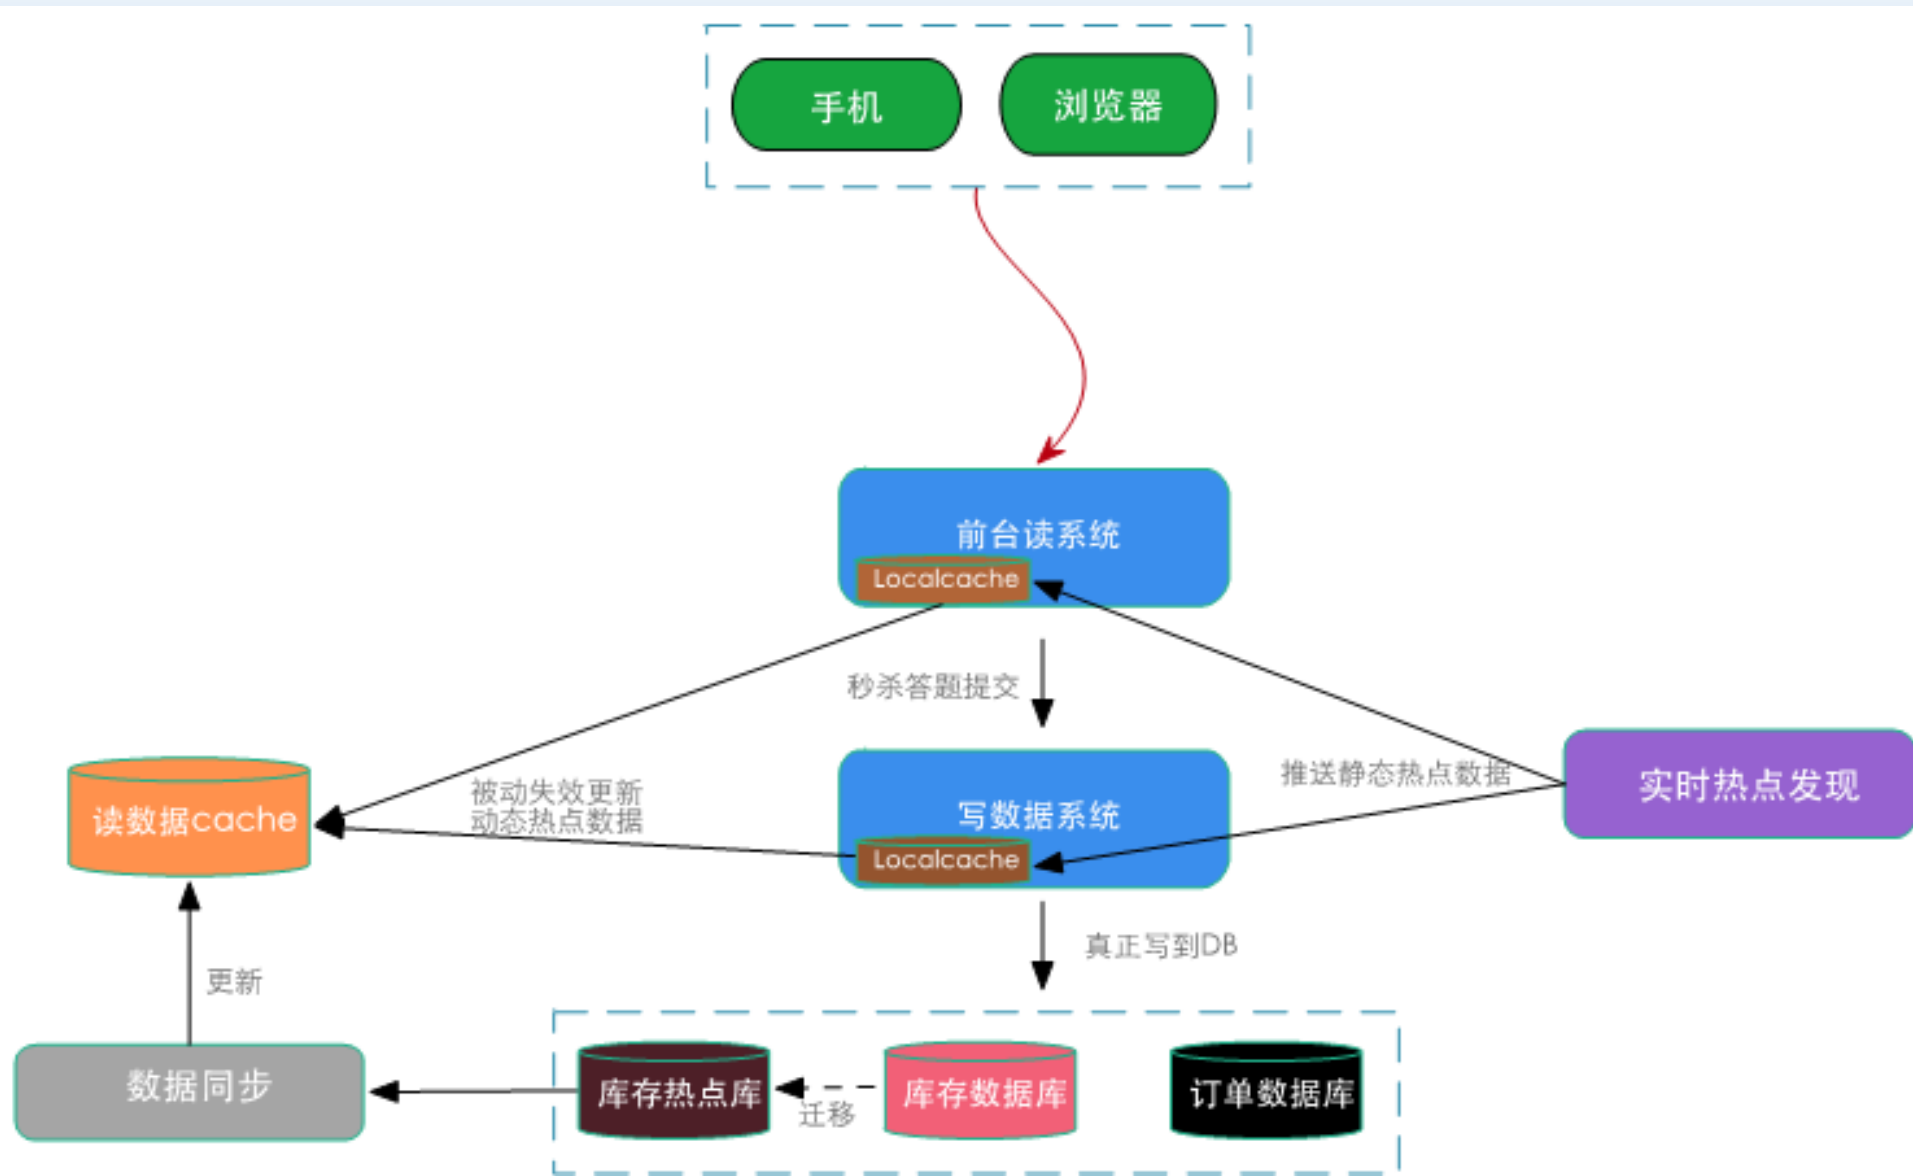 手机
浏览器
前台读系统
Localcache
秒杀答题提交
推送静态热点数据
实时热点发现
被动失效更新
动态热点数据
读数据cache
写数据系统
Localcache
真正写到DB
更新
数据同步
库存热点库
迁移
库存数据库
订单数据库